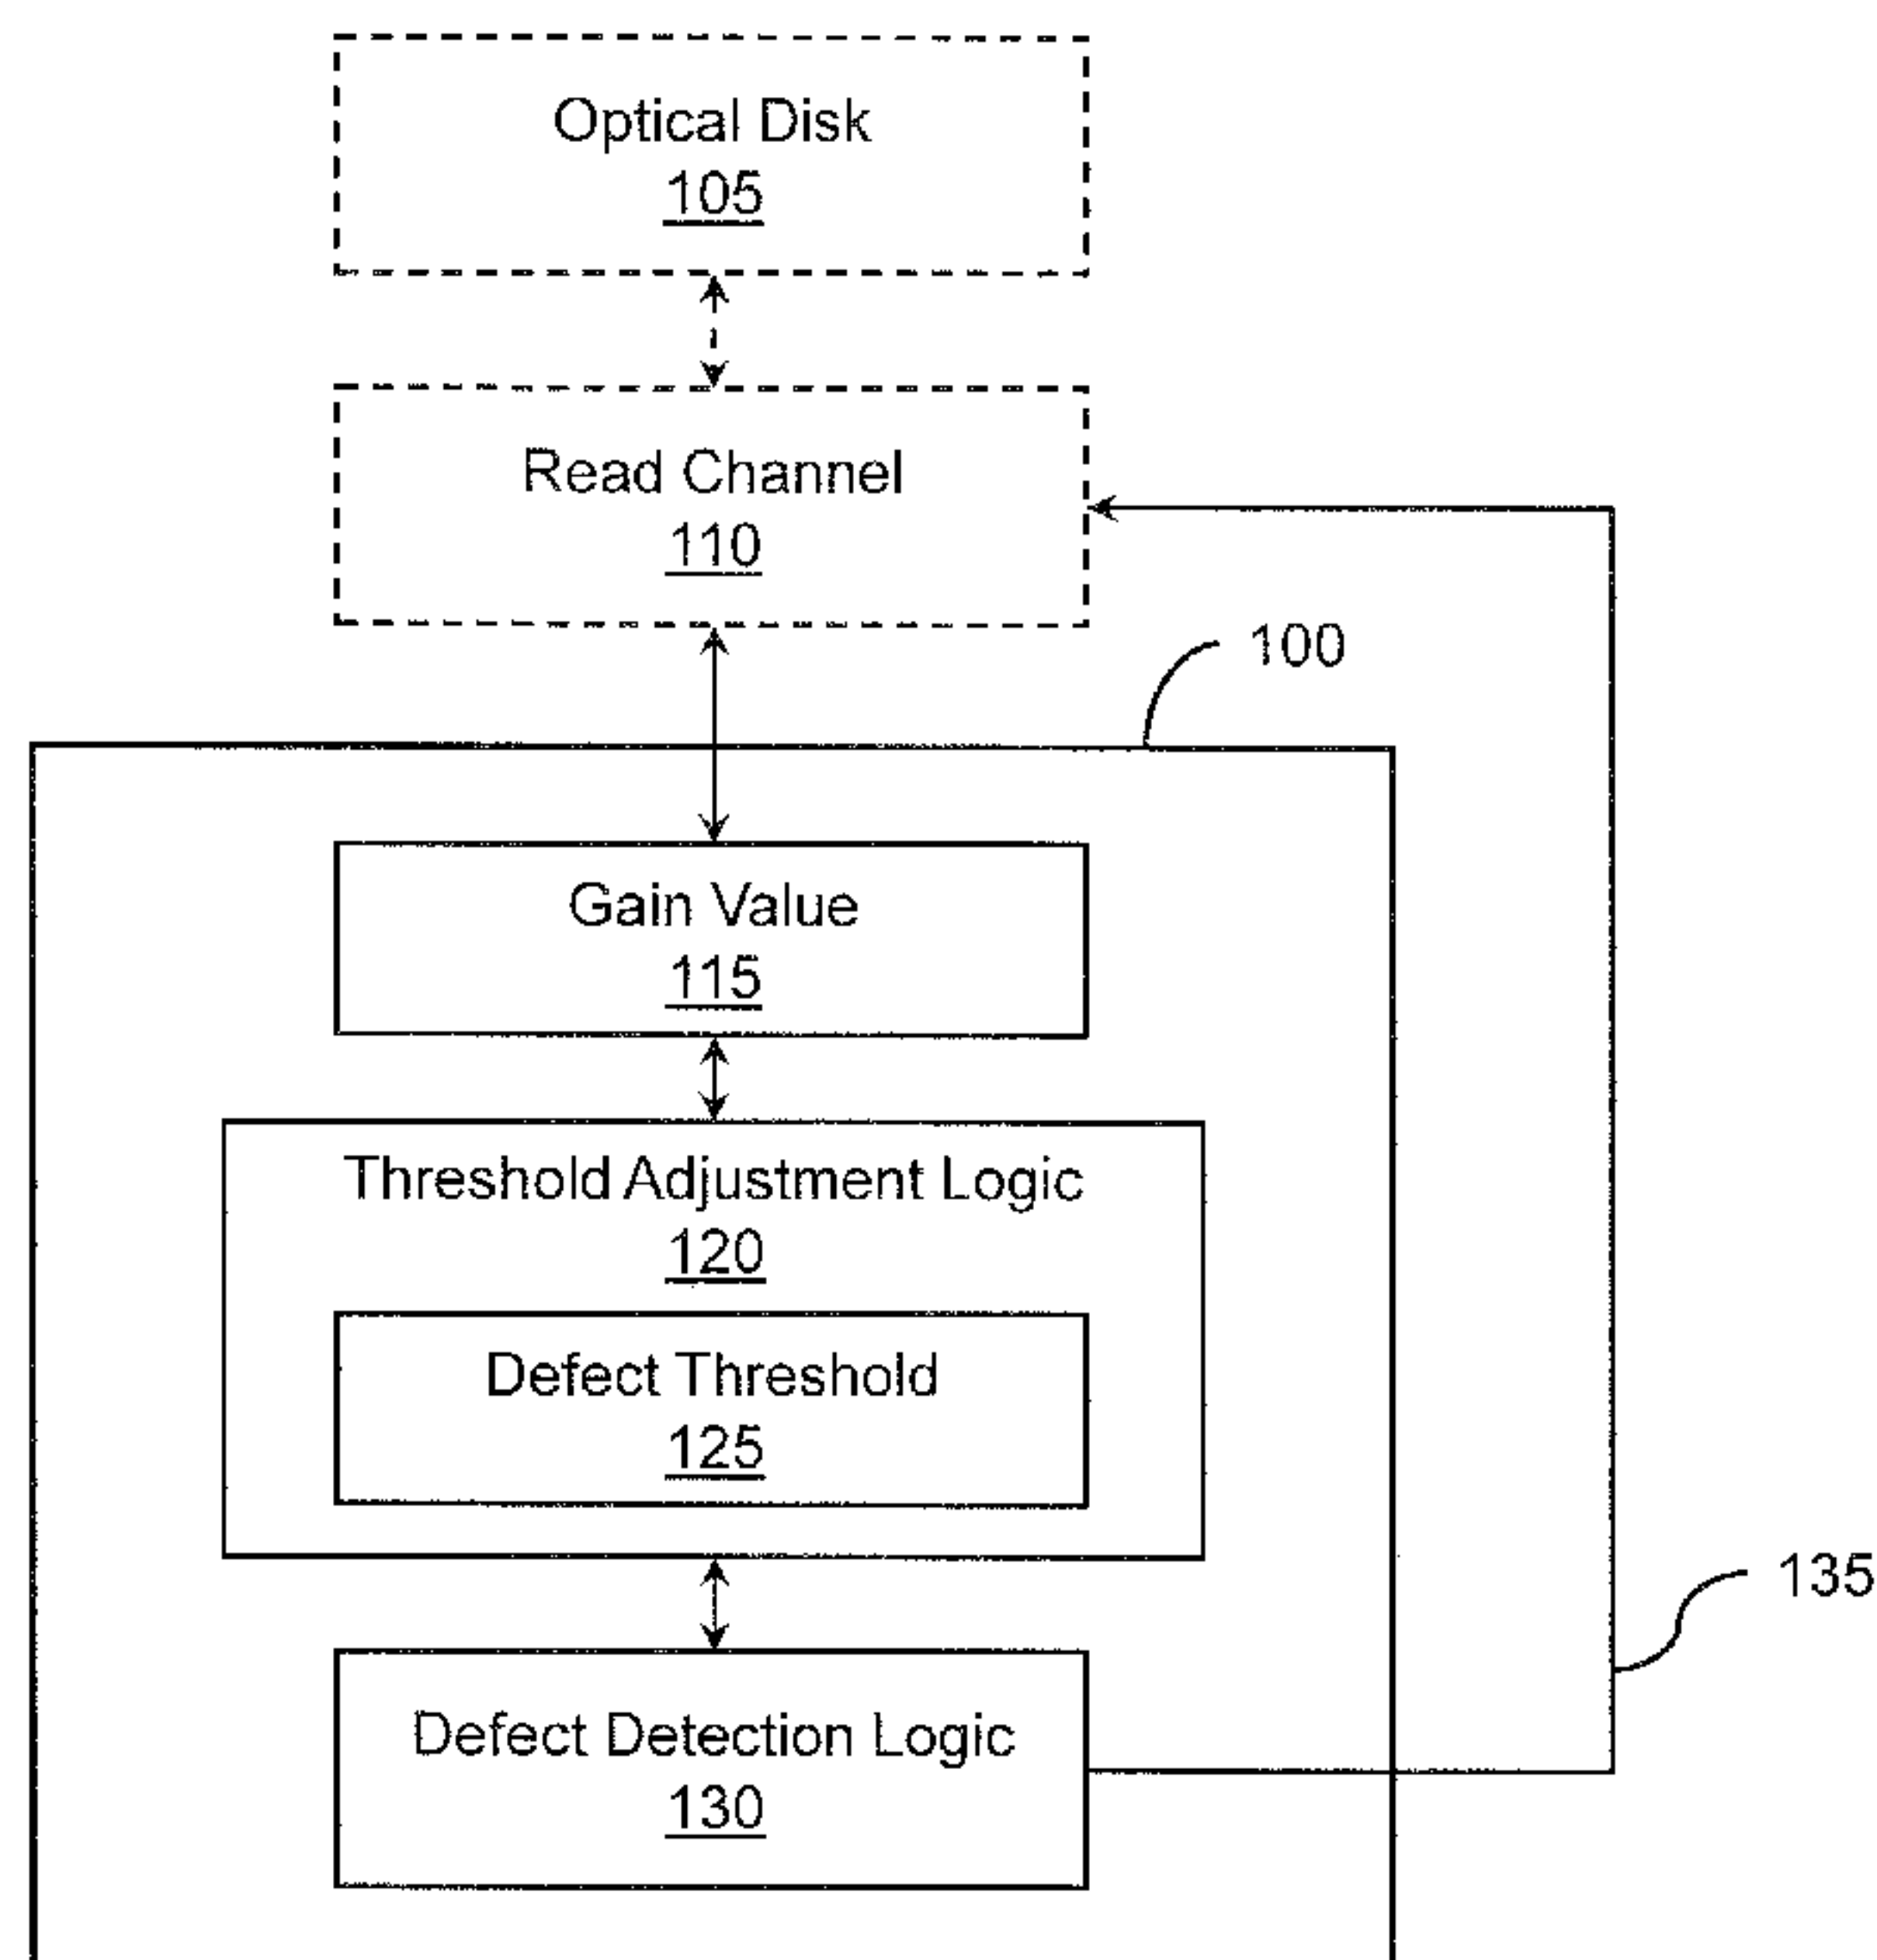 Optical Disk
105
Read Channel
110
100
Gain Value
115
Threshold Adjustment Logic
120
Defect Threshold
125
135
Defect Detection Logic
130